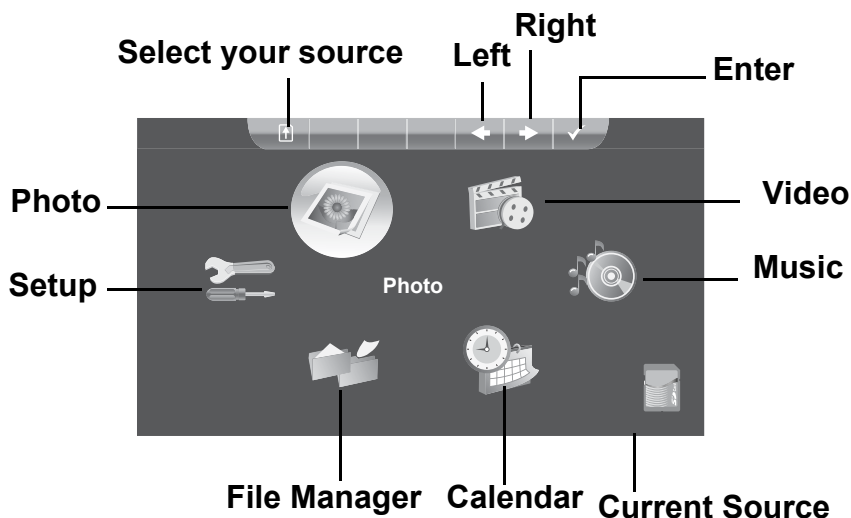 Right
Select your source
Left
Enter
Photo
Video
Setup
Photo
Music
File Manager
Calendar
Current Source